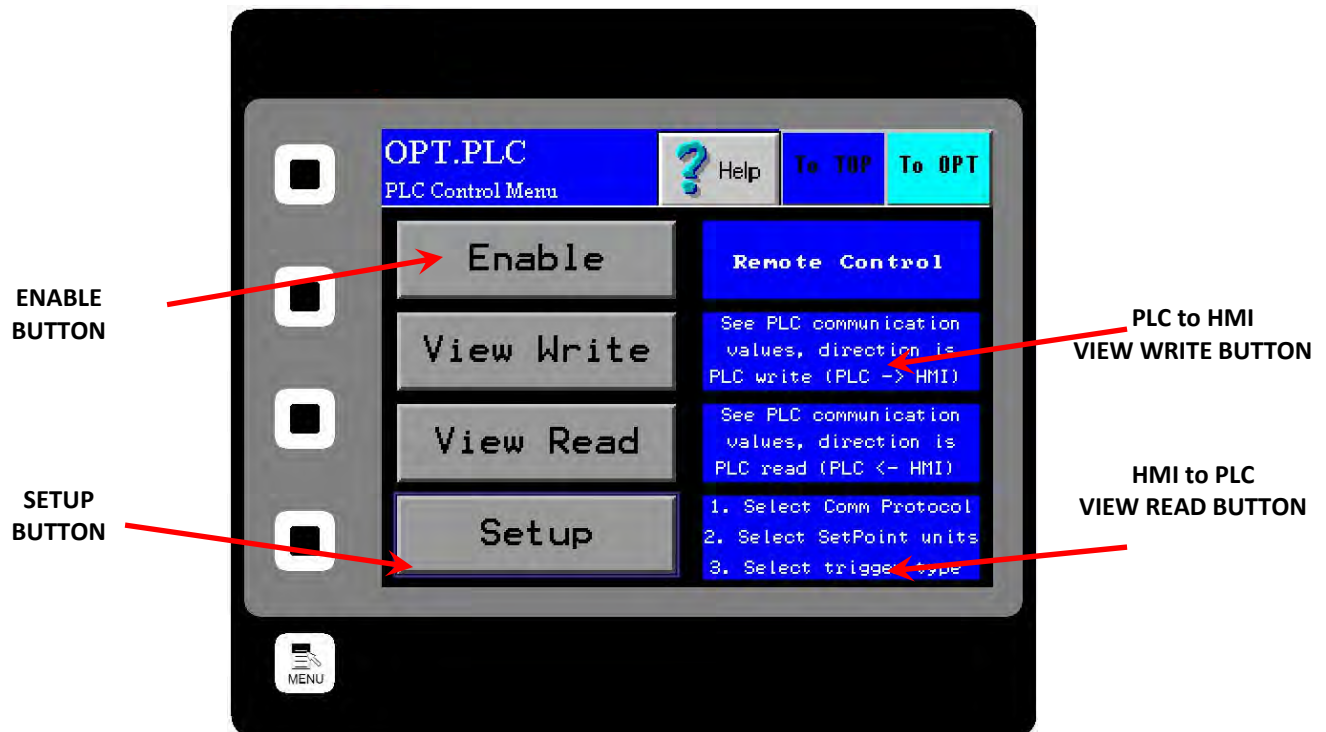 OPT.PLC
PLC Control Menu
Help
To TOP
To OPT
Enable
Remote Control
ENABLE
BUTTON
View Write
See PLC communication
values, direction is
PLC write (PLC -> HMI)
PLC to HMI
VIEW WRITE BUTTON
View Read
See PLC communication
values, direction is
PLC read (PLC <- HMI)
HMI to PLC
VIEW READ BUTTON
SETUP
BUTTON
Setup
1. Select Comm Protocol
2. Select SetPoint units
3. Select trigger type
MENU